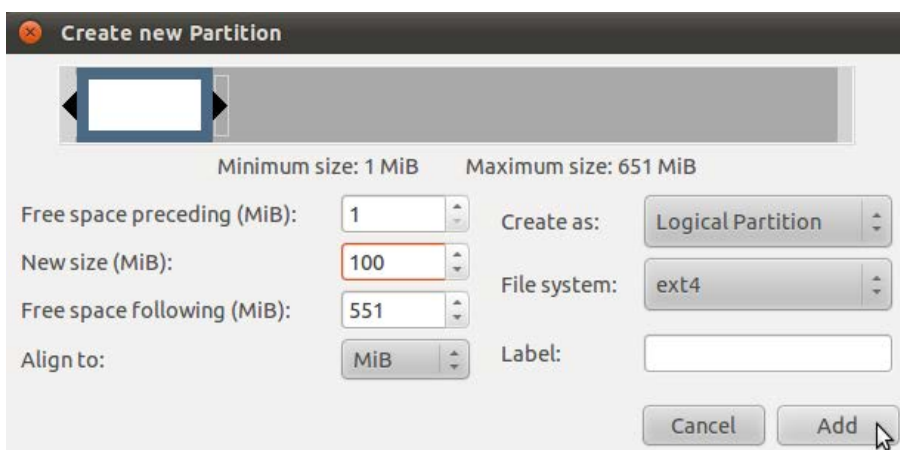 Create new Partition
Minimum size: 1 MiB Maximum size: 651 MiB
Free space preceding (MiB): 1
Create as: Logical Partition
New size (MiB): 100
File system: ext4
Free space following (MiB): 551
Align to: MiB
Label:
Cancel Add